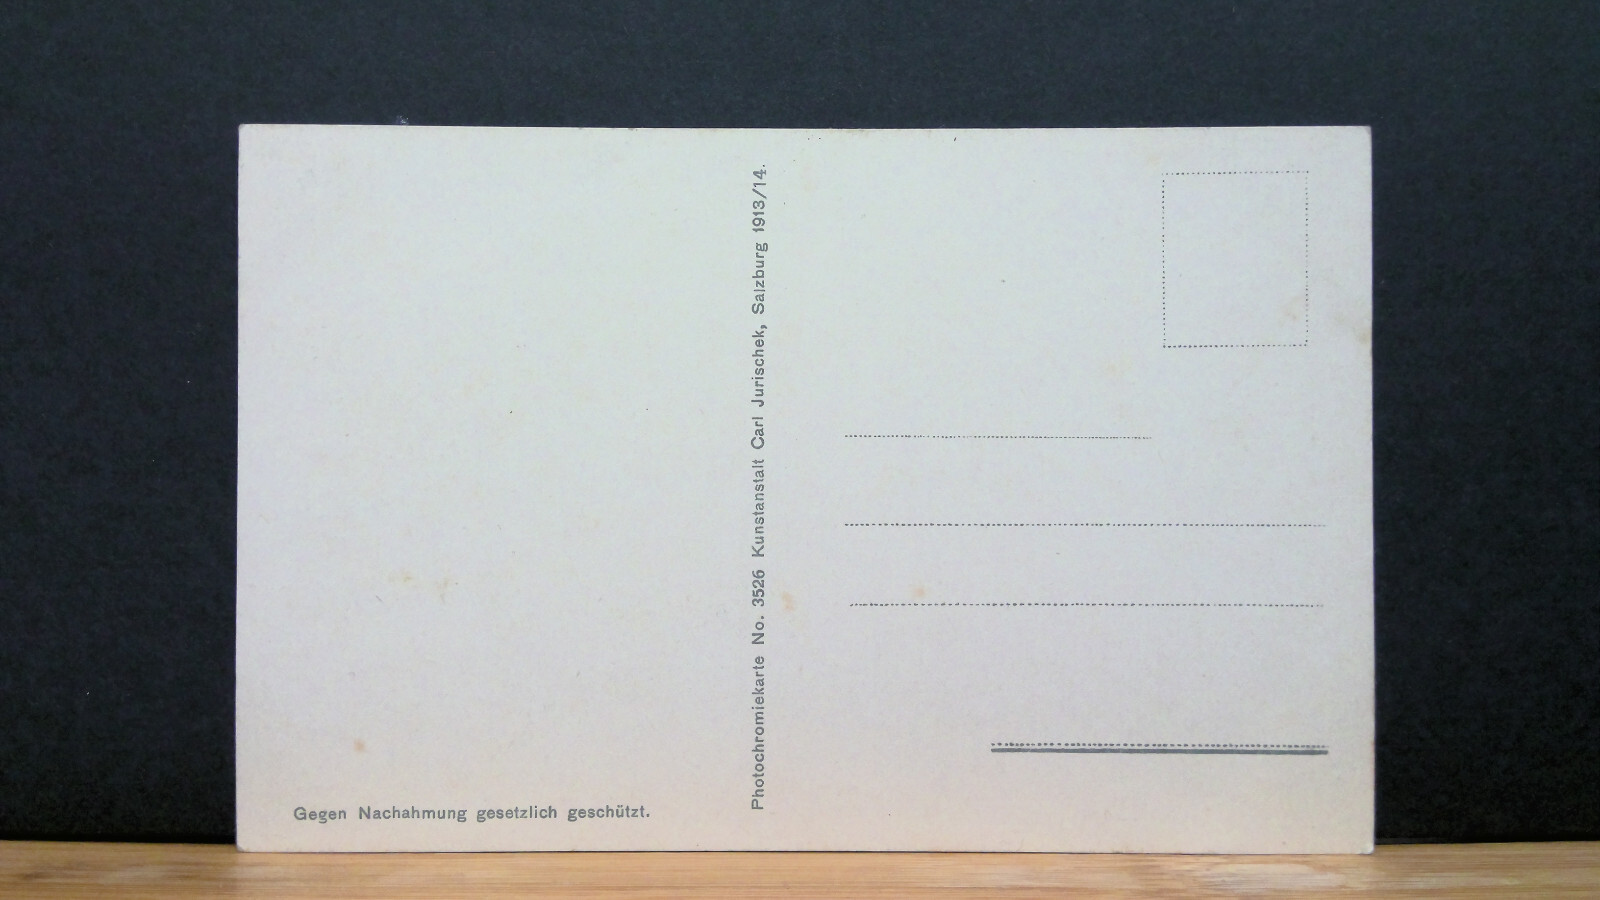 Gegen Nachahmung gesetzlich geschützt.
Photochromiekarte No. 3526 Kunstanstalt Carl Jurischek, Salzburg 1913/14.